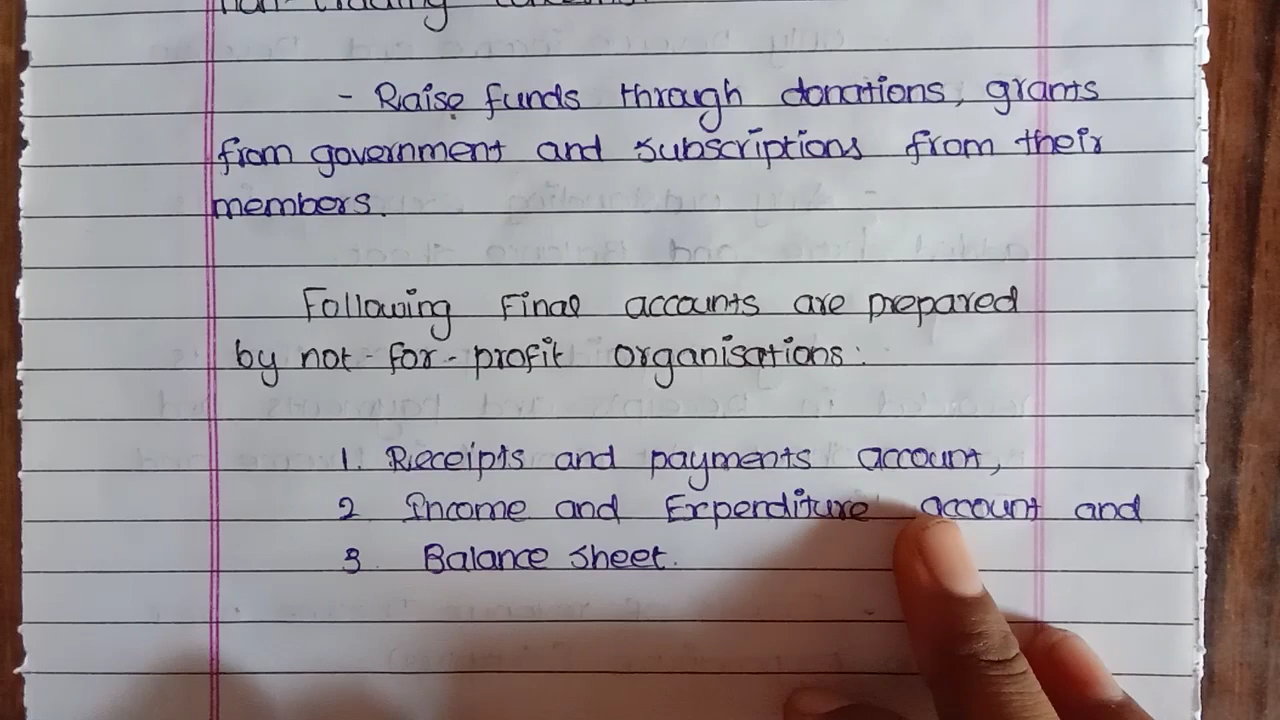 - Raise funds through donations, grants
from government and subscriptions from their
members.
Following Final accounts are prepared
by not-for-profit organisations:
1. Receipts and payments account,
2 Income and Expenditure account and
3 Balance sheet.